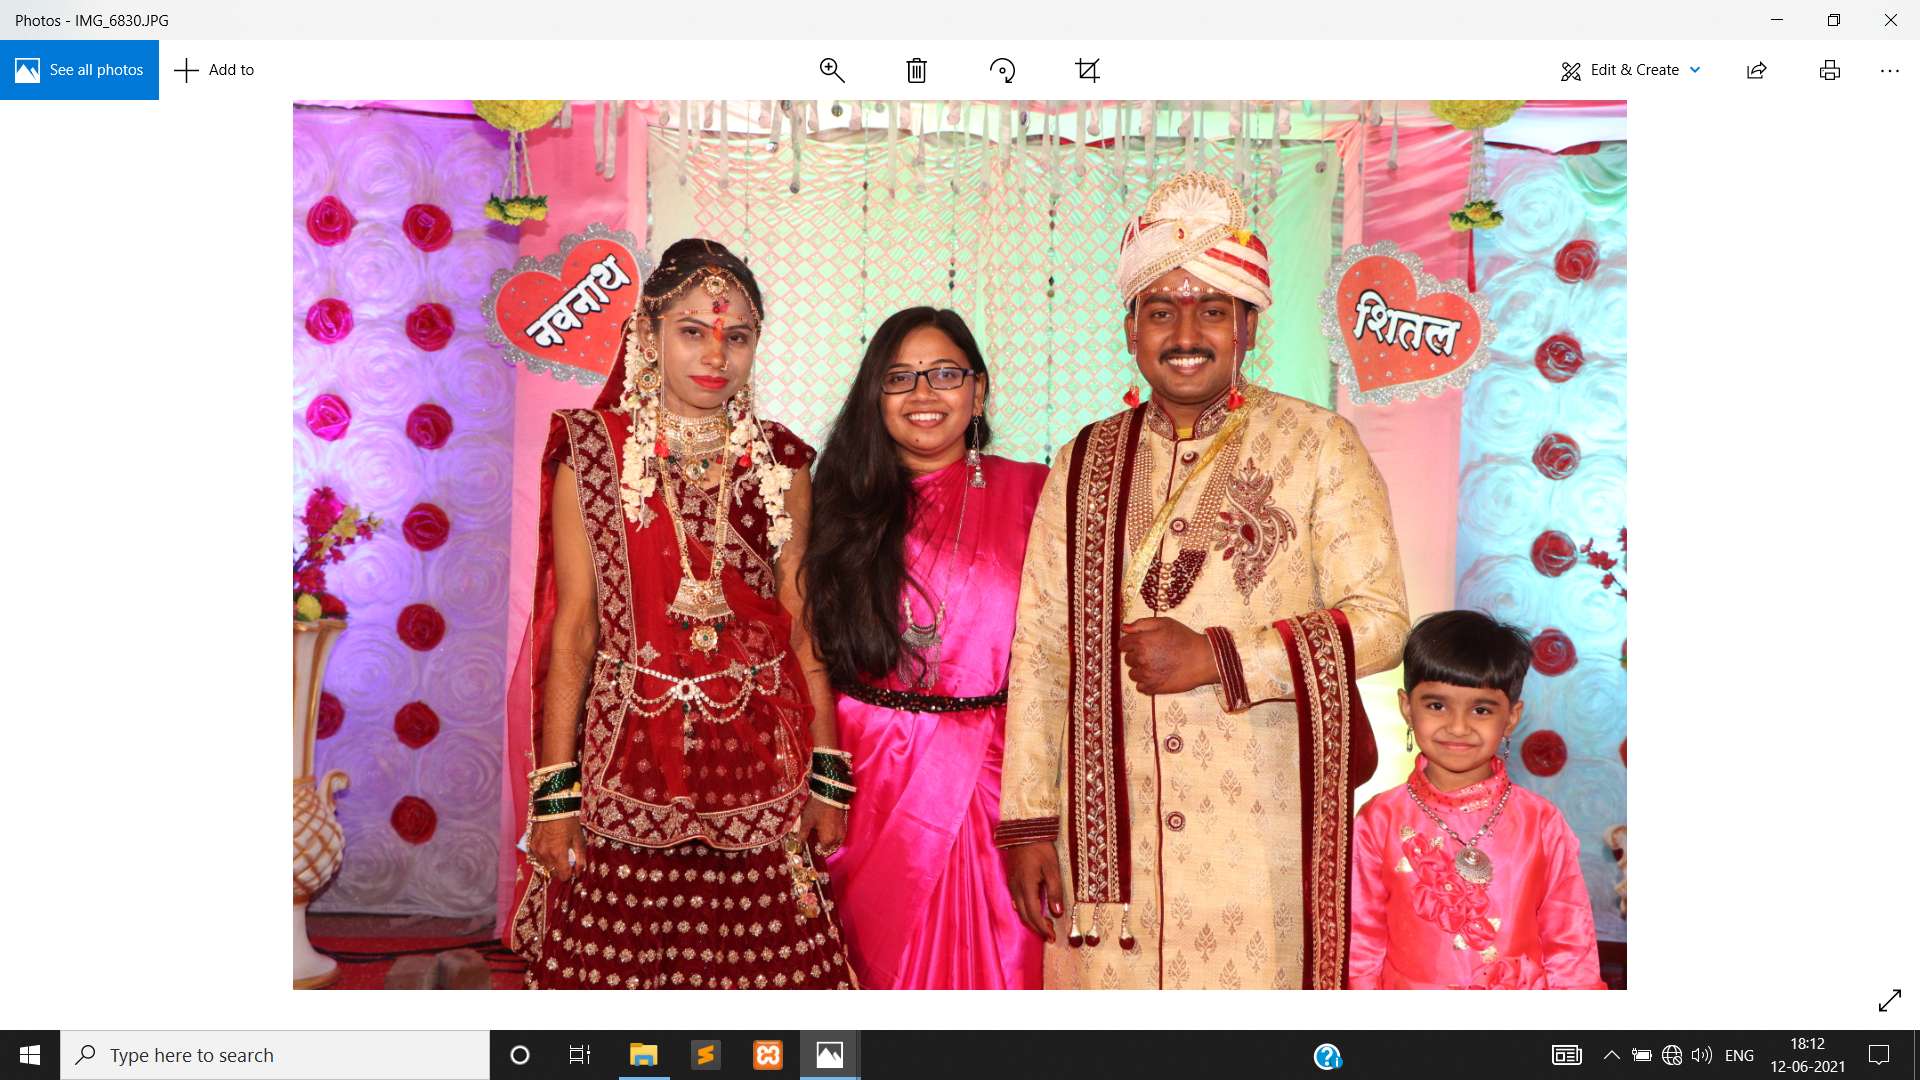 Photos - IMG_6830.JPG
See all photos
Add to
Edit & Create
नवनाथ
शितल
Type here to search
ENG
18:12
12-06-2021